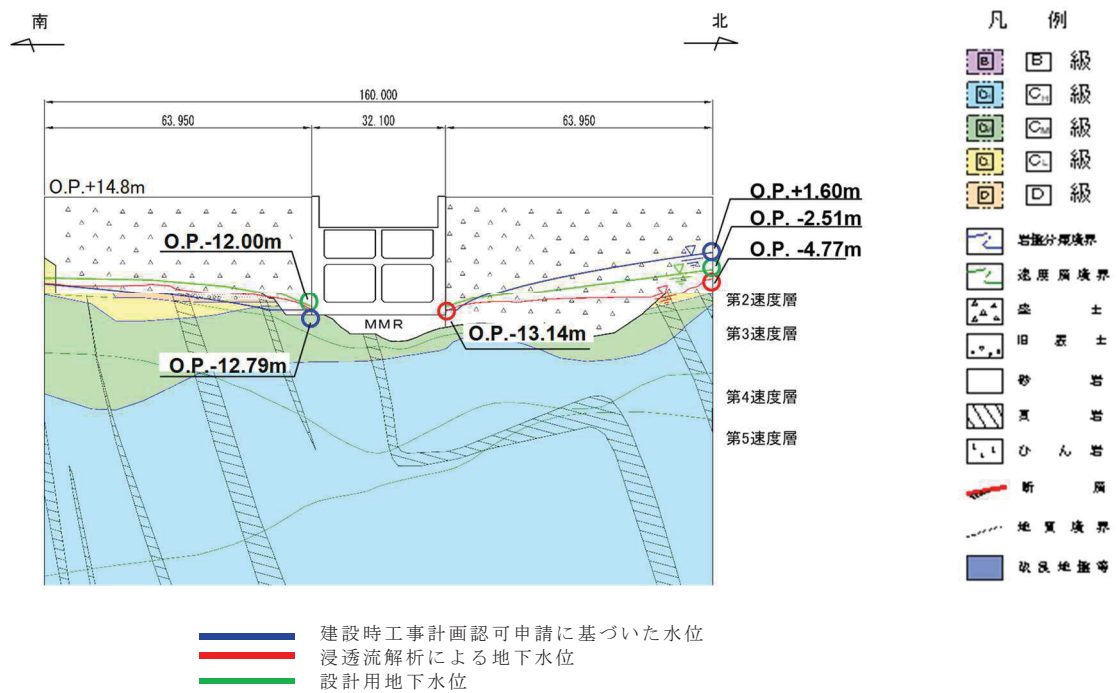 南
北
160.000
63.950
32.100
63.950
O.P.+14.8m
O.P.-12.00m
O.P.-12.79m
MMR
O.P.-13.14m
O.P.+1.60m
O.P. -2.51m
O.P. -4.77m
第2速度層
第3速度層
第4速度層
第5速度層
凡 例
B B 級
CH 級
CM 級
CL 級
D D 級
岩盤分類境界
速度層境界
盛 土
旧 表 土
砂 岩
頁 岩
ひ ん 岩
断 層
地 質 境 界
改良地盤等
建設時工事計画認可申請に基づいた水位
浸透流解析による地下水位
設計用地下水位